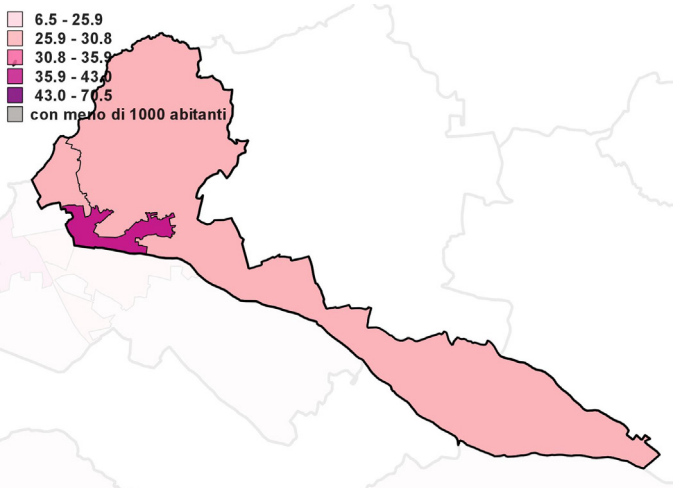 6.5 - 25.9
25.9 - 30.8
30.8 - 35.9
35.9 - 43.0
43.0 - 70.5
con meno di 1000 abitanti